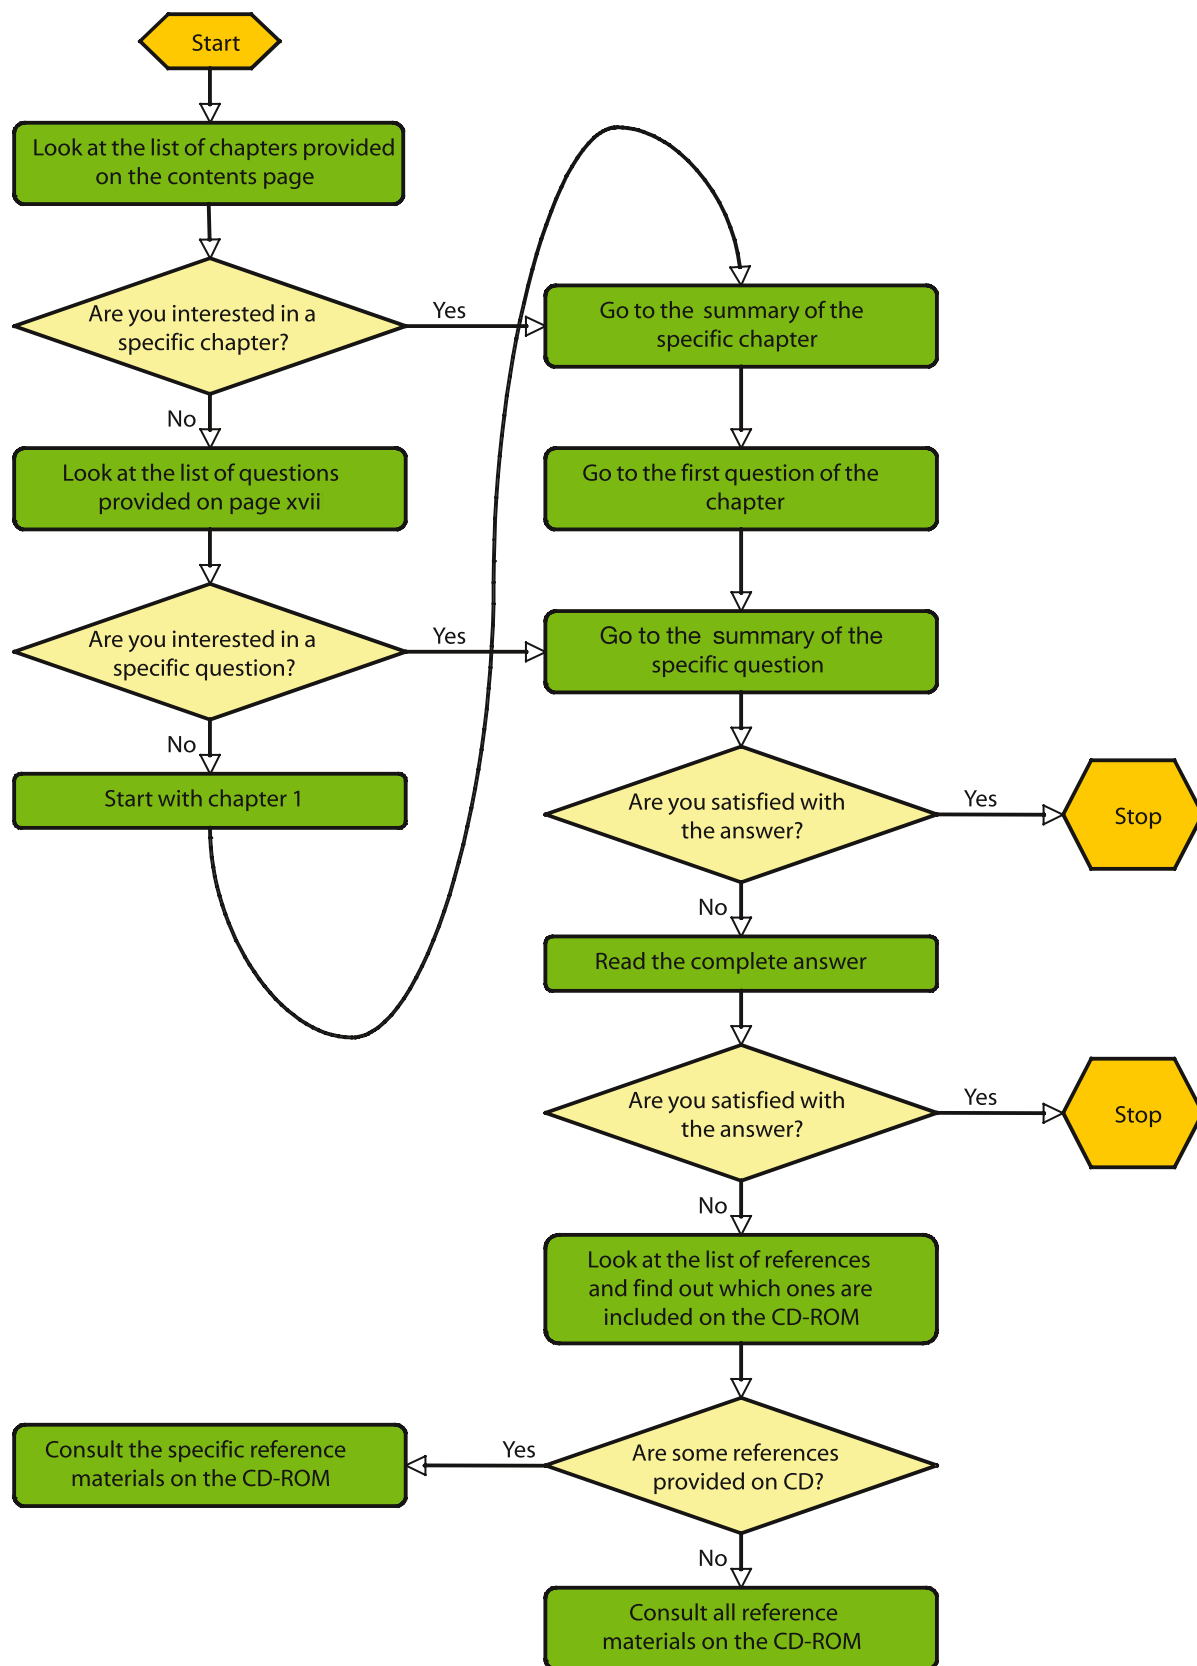 Start
Look at the list of chapters provided
on the contents page
Are you interested in a
specific chapter?
Yes
No
Look at the list of questions
provided on page xvii
Are you interested in a
specific question?
Yes
No
Start with chapter 1
Go to the summary of the
specific chapter
Go to the first question of the
chapter
Go to the summary of the
specific question
Are you satisfied with
the answer?
Yes
Stop
No
Read the complete answer
Are you satisfied with
the answer?
Yes
Stop
No
Look at the list of references
and find out which ones are
included on the CD-ROM
Are some references
provided on CD?
Yes
Consult the specific reference
materials on the CD-ROM
No
Consult all reference
materials on the CD-ROM